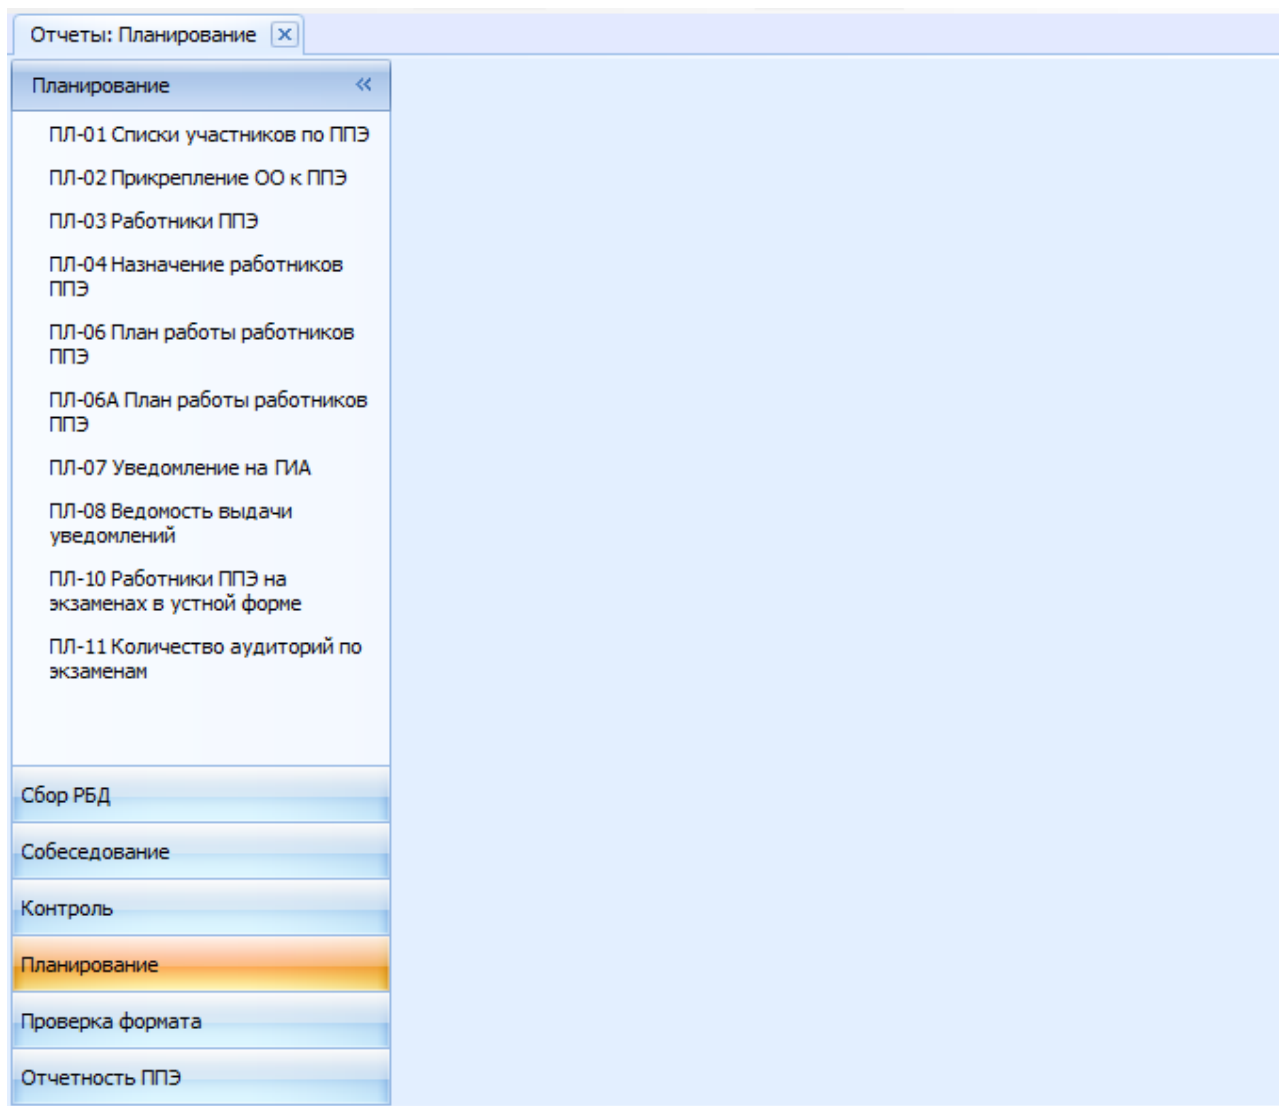 Отчеты: Планирование
Планирование
ПЛ-01 Списки участников по ППЭ
ПЛ-02 Прикрепление ОО к ППЭ
ПЛ-03 Работники ППЭ
ПЛ-04 Назначение работников
ППЭ
ПЛ-06 План работы работников
ППЭ
ПЛ-06А План работы работников
ППЭ
ПЛ-07 Уведомление на ГИА
ПЛ-08 Ведомость выдачи
уведомлений
ПЛ-10 Работники ППЭ на
экзаменах в устной форме
ПЛ-11 Количество аудиторий по
экзаменам
Сбор РБД
Собеседование
Контроль
Планирование
Проверка формата
Отчетность ППЭ